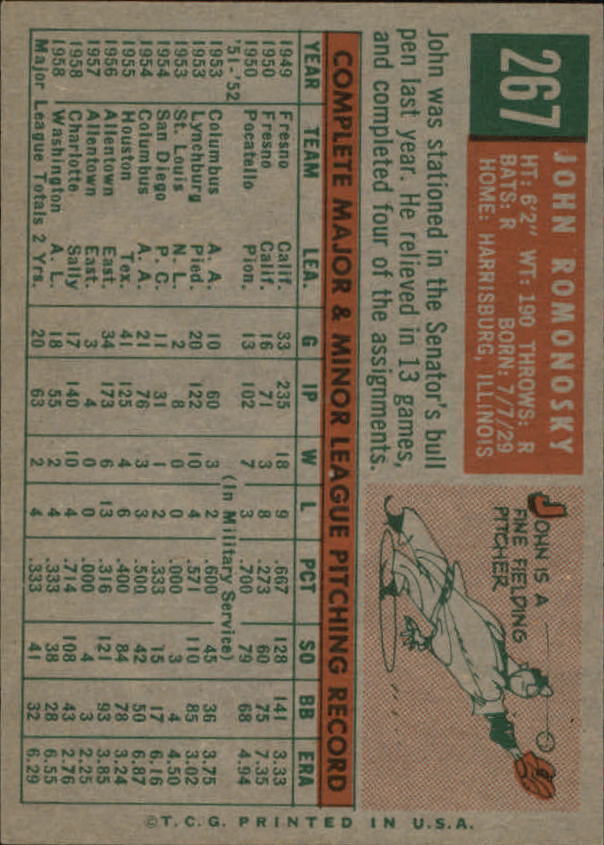 267
JOHN ROMONOSKY
HT: 6'2" WT: 190 THROWS: R
BATS: R BORN: 7/7/29
HOME: HARRISBURG, ILLINOIS
JOHN IS A
FINE FIELDING
PITCHER
John was stationed in the Senator's bull
pen last year. He relieved in 13 games,
and completed four of the assignments.
COMPLETE MAJOR & MINOR LEAGUE PITCHING RECORD
YEAR TEAM LEA. G IP W L PCT SO BB ERA
1949 Fresno Calif. 33 235 18 9 .667 128 141 3.33
1950 Fresno Calif. 16 71 3 8 .273 60 75 7.35
1950 Pocatello Pion. 13 102 7 3 .700 79 68 4.94
'51-'52 (In Military Service)
1953 Columbus A. A. 10 60 3 2 .600 45 36 3.75
1953 Lynchburg Pied. 20 122 10 4 .571 110 85 3.02
1953 St. Louis N. L. 2 8 0 0 .000 3 4 4.50
1954 San Diego P. C. 11 31 1 2 .333 15 17 6.16
1954 Columbus A. A. 21 76 3 3 .500 42 50 6.87
1955 Houston Tex. 41 125 4 6 .400 84 78 3.24
1956 Allentown East. 34 173 6 13 .316 121 93 3.85
1957 Allentown East. 3 4 0 0 .000 4 3 2.25
1958 Charlotte Sally 17 140 10 4 .714 108 43 2.76
1958 Washington A. L. 18 55 2 4 .333 38 28 6.55
Major League Totals 2 Yrs. 20 63 2 4 .333 41 32 6.29
©T.C.G. PRINTED IN U.S.A.